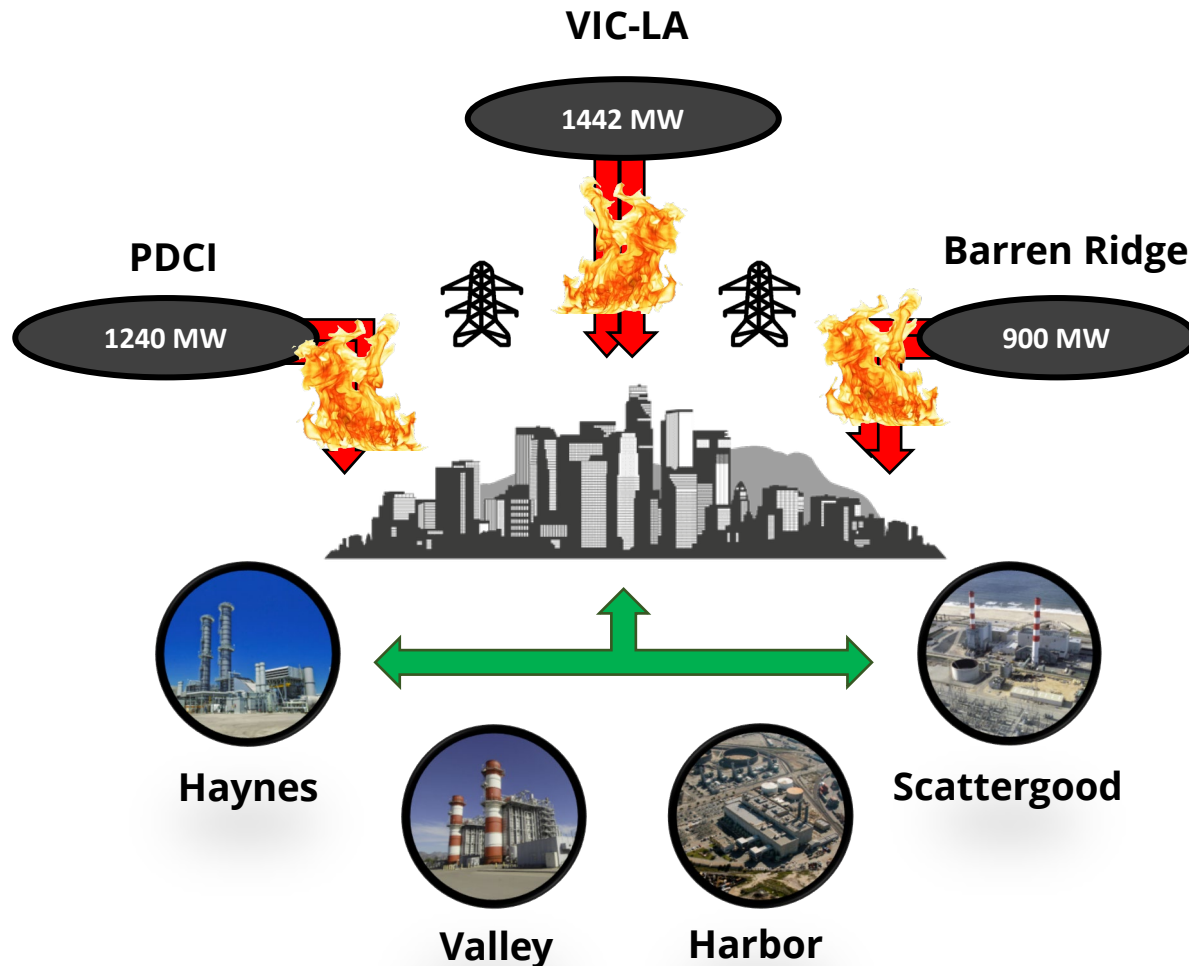 VIC-LA
1442 MW
PDCI
Barren Ridge
1240 MW
900 MW
Haynes
Scattergood
Valley
Harbor